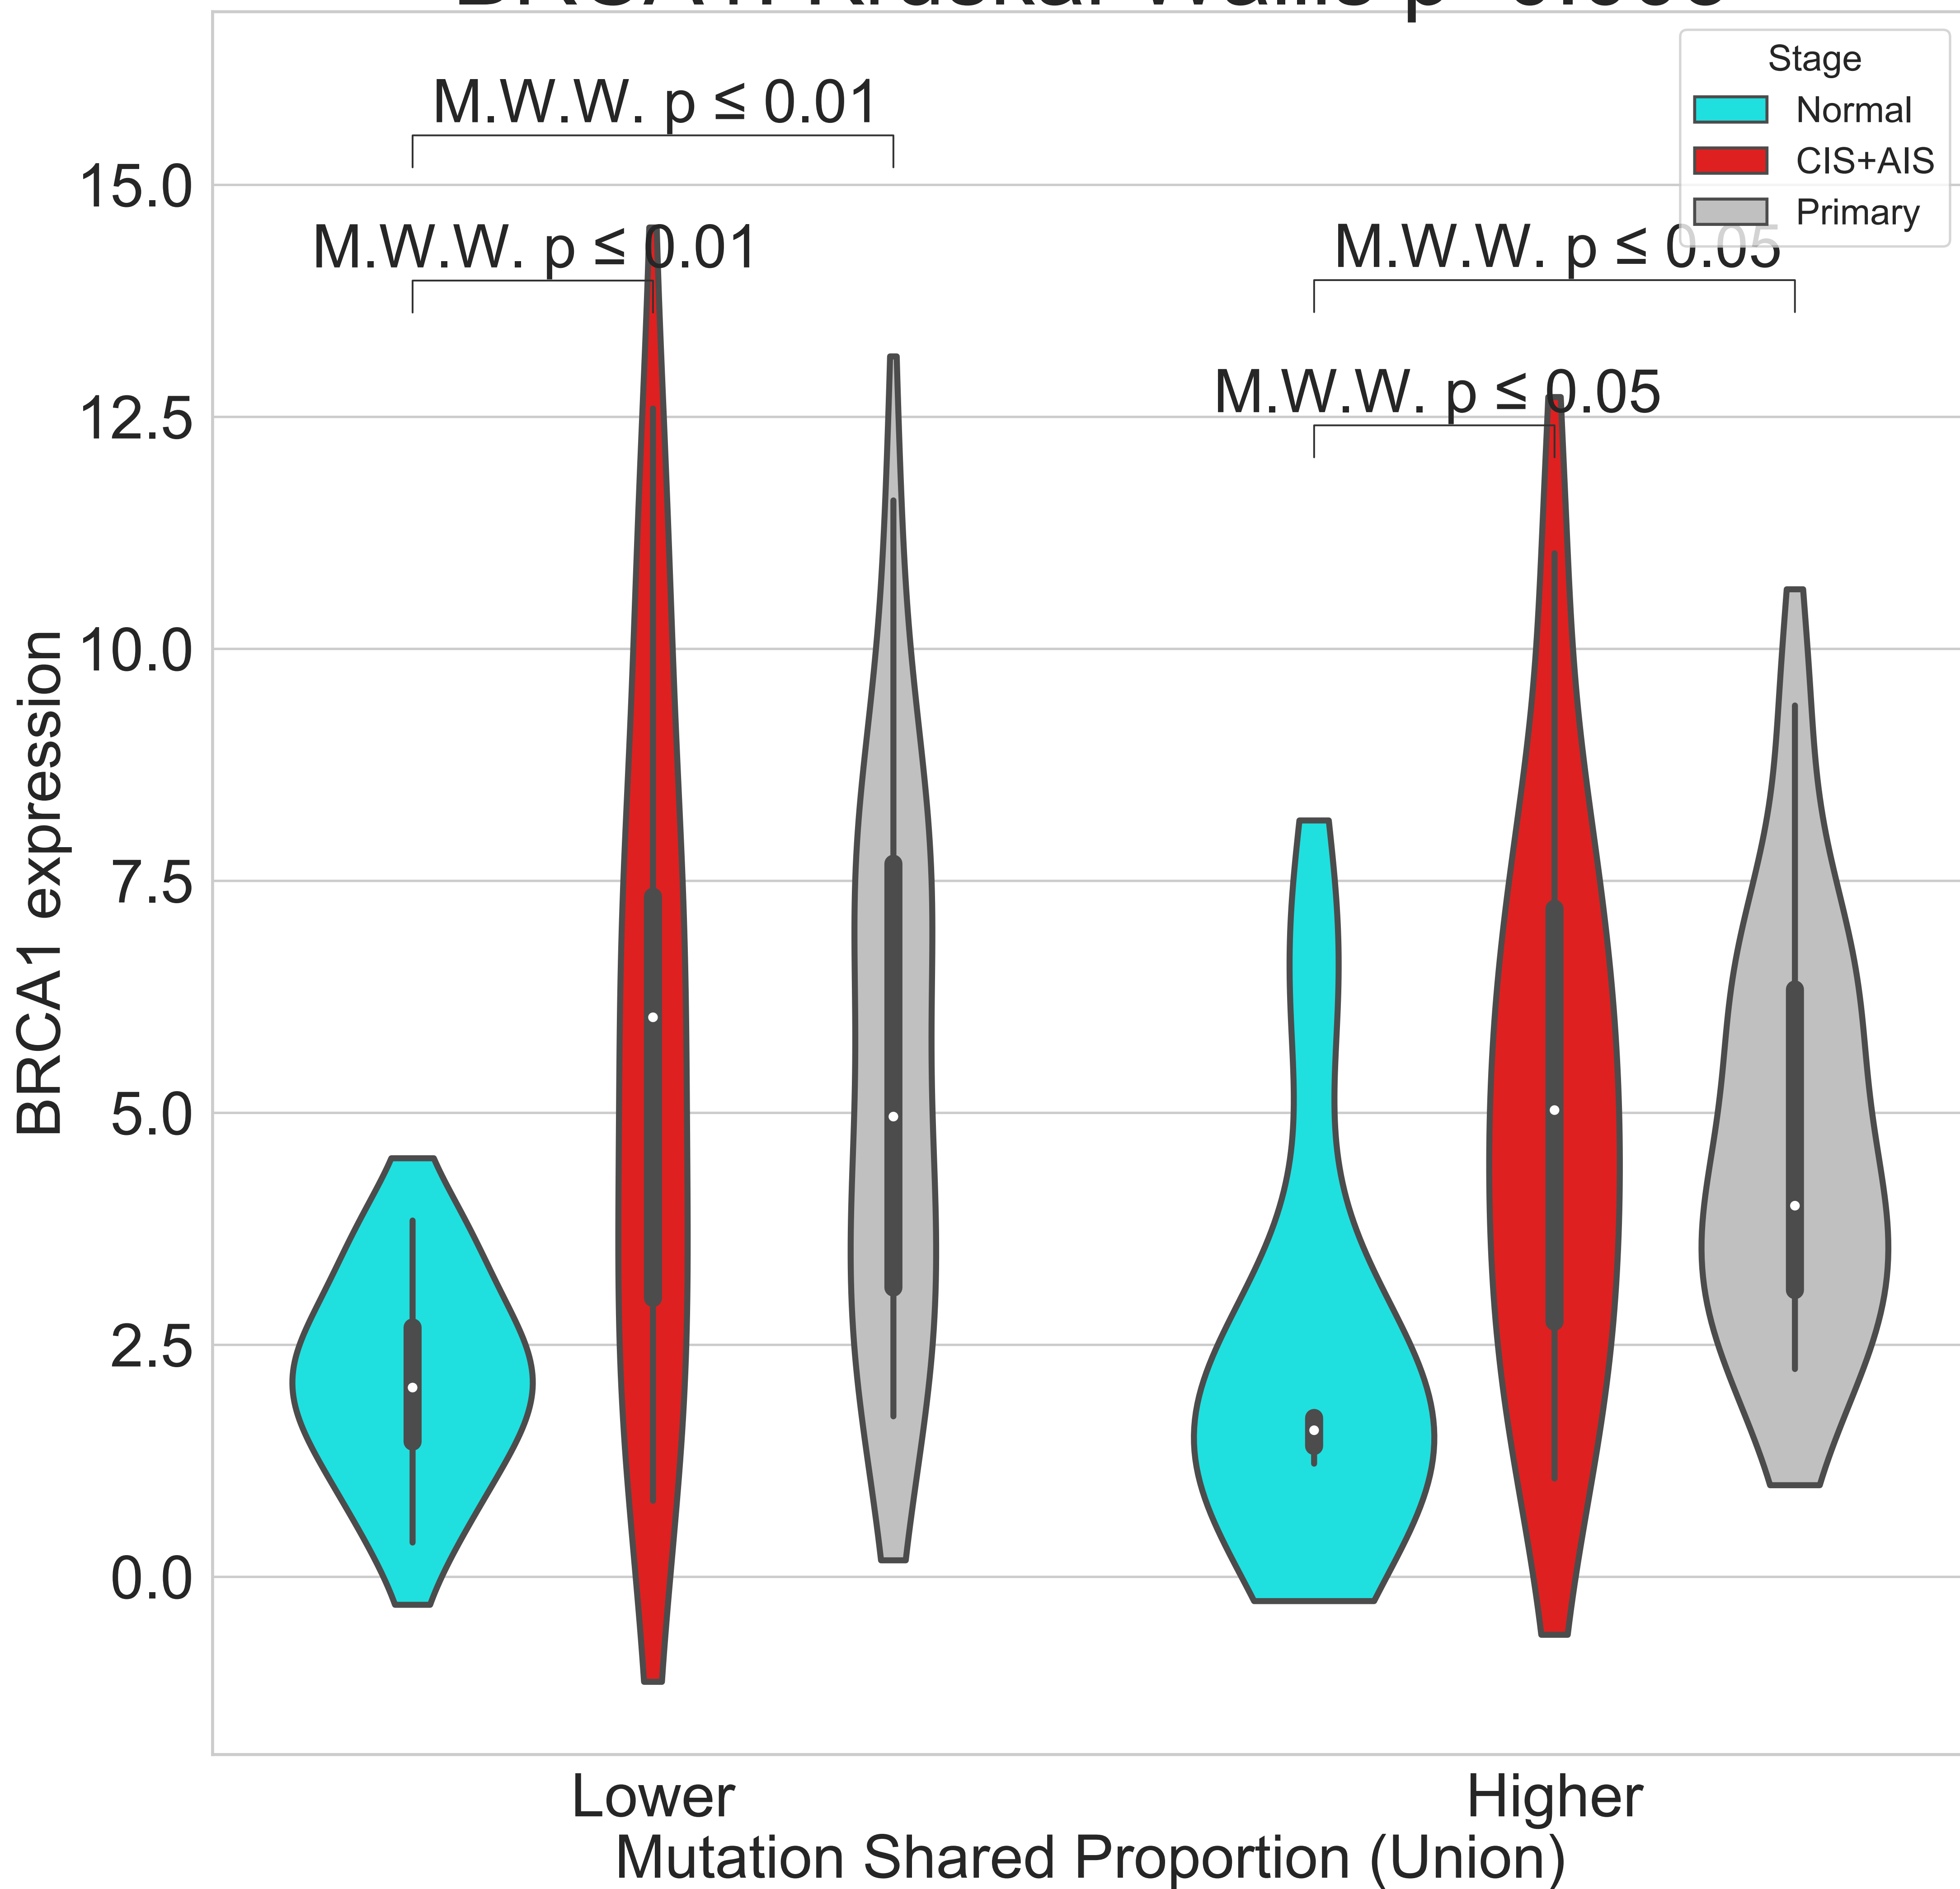 Stage
Normal
CIS+AIS
Primary
M.W.W. p ≤ 0.01
M.W.W. p ≤ 0.01
M.W.W. p ≤ 0.05
M.W.W. p ≤ 0.05
15.0
12.5
10.0
7.5
5.0
2.5
0.0
BRCA1 expression
Lower
Higher
Mutation Shared Proportion (Union)